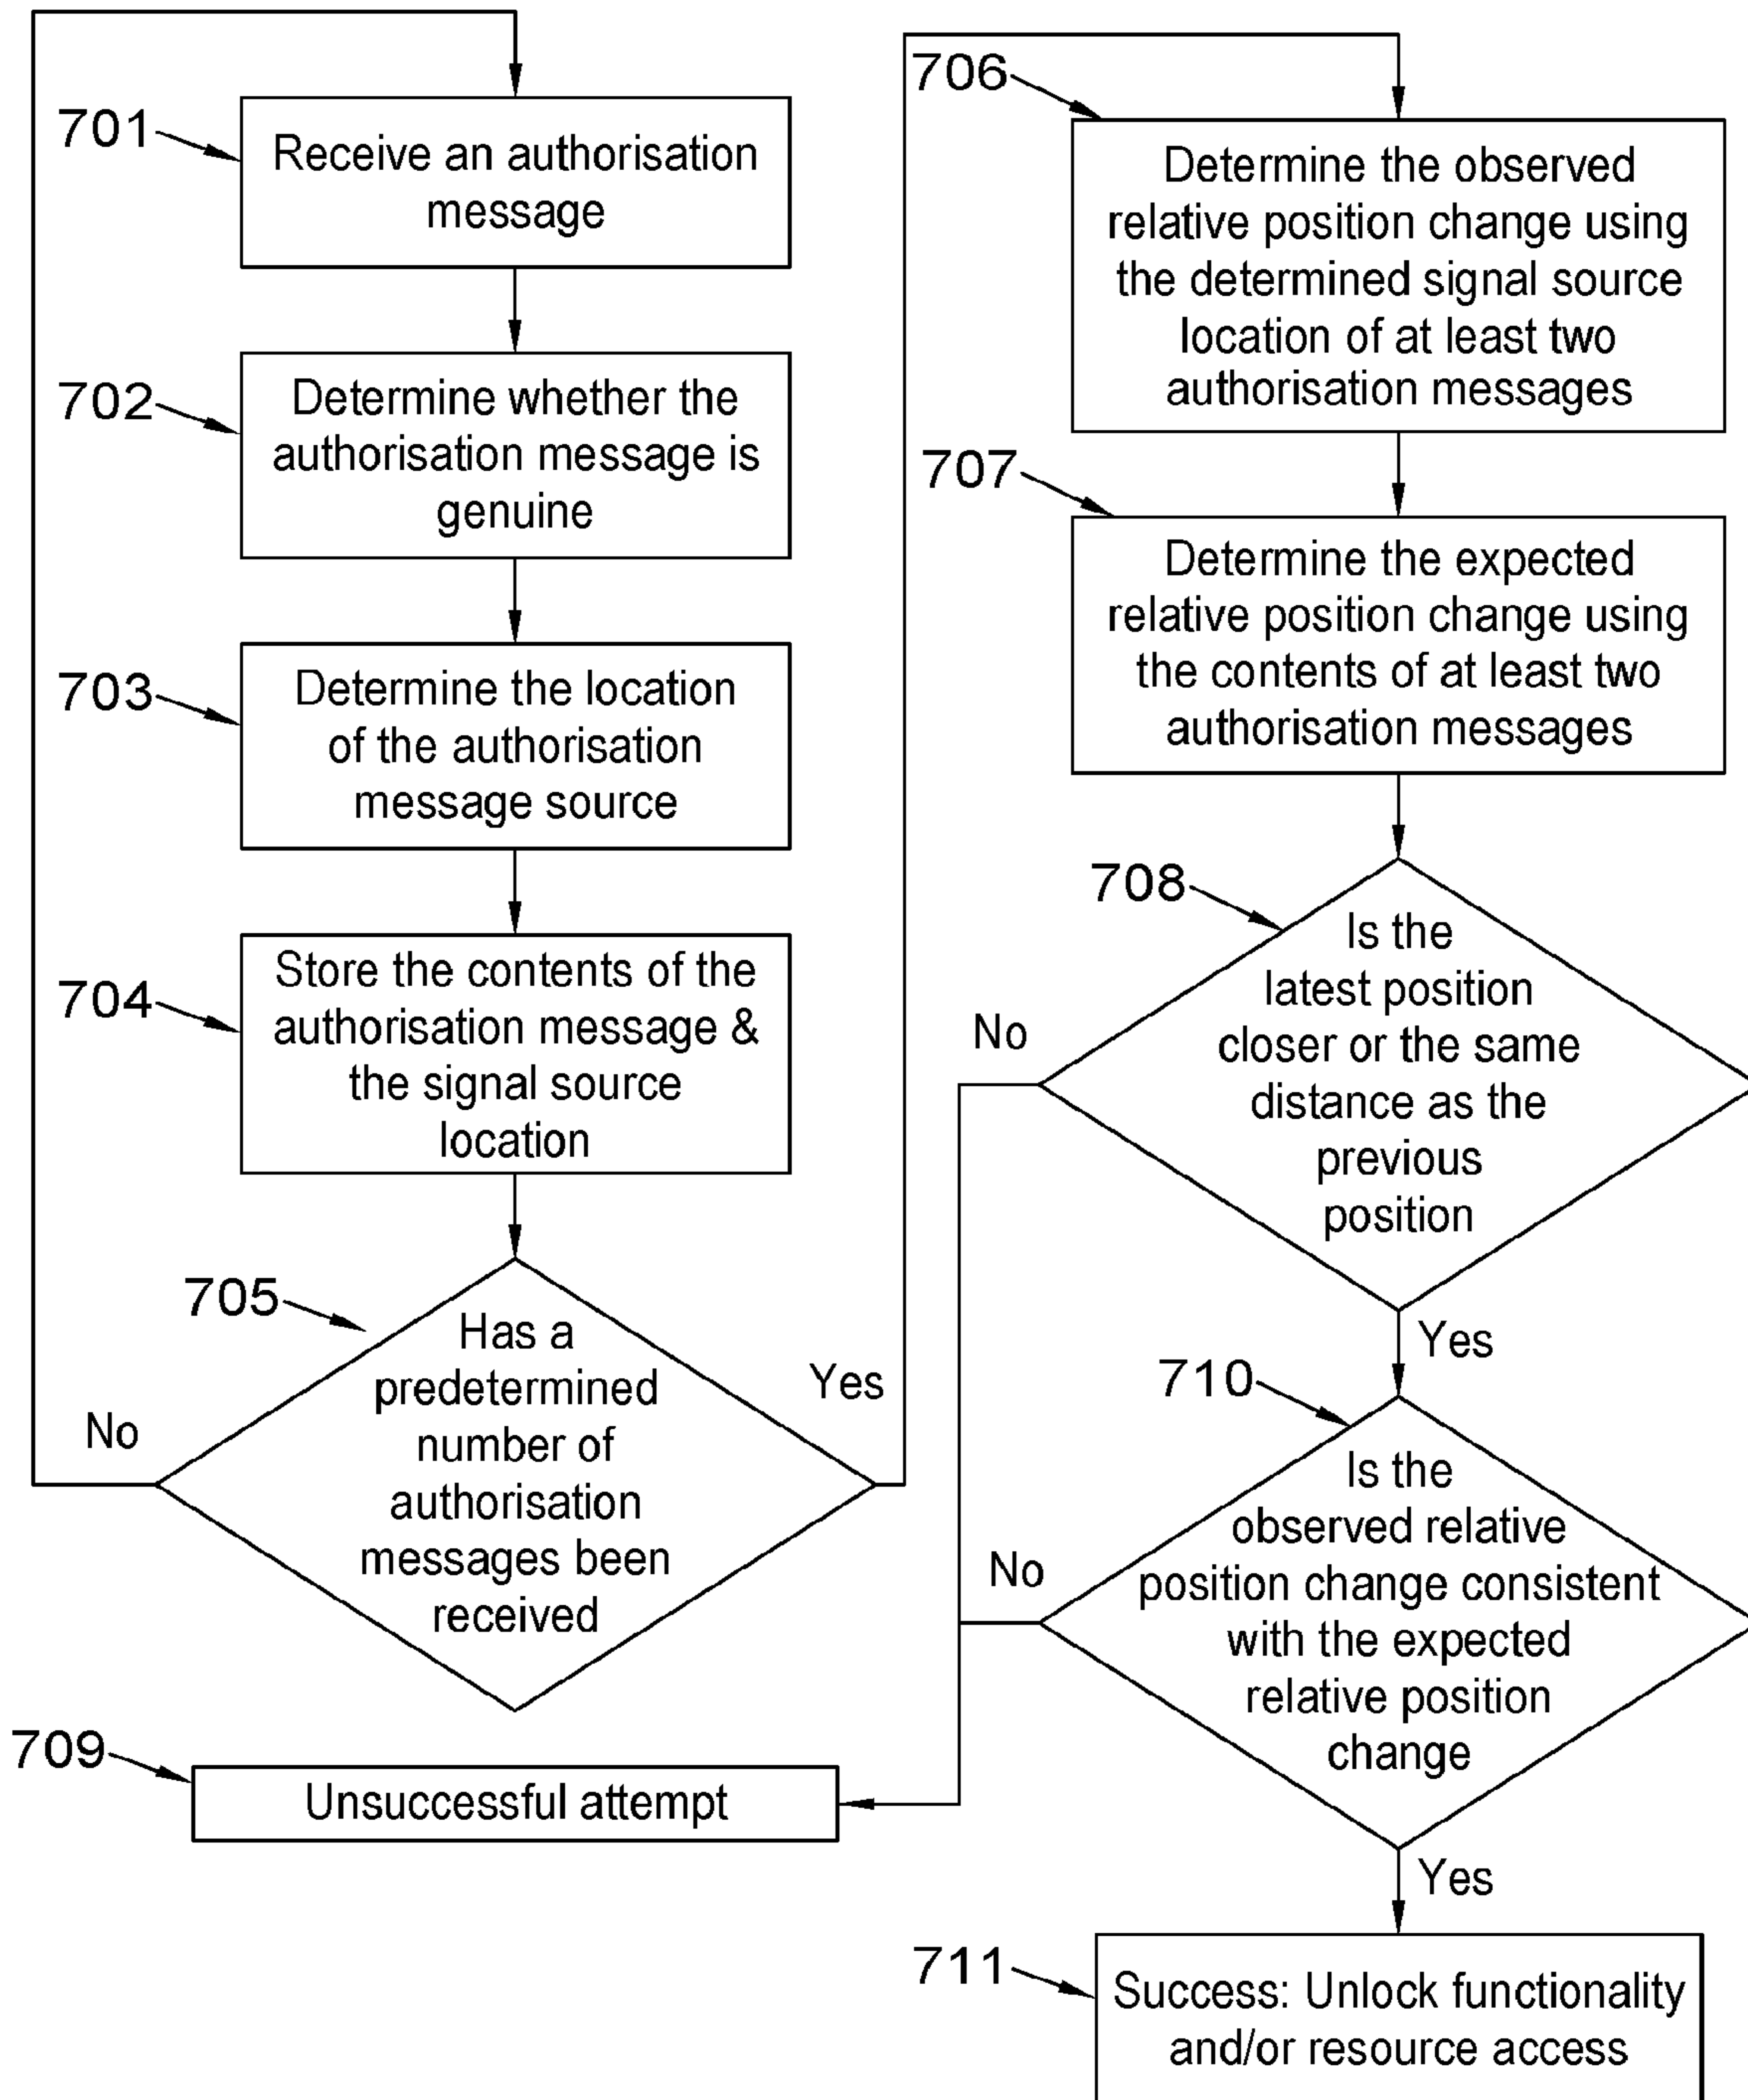 701
Receive an authorisation
message
702
Determine whether the
authorisation message is
genuine
703
Determine the location
of the authorisation
message source
704
Store the contents of the
authorisation message &
the signal source
location
705
Has a
predetermined
number of
authorisation
messages been
received
No
Yes
706
Determine the observed
relative position change using
the determined signal source
location of at least two
authorisation messages
707
Determine the expected
relative position change using
the contents of at least two
authorisation messages
708
Is the
latest position
closer or the same
distance as the
previous
position
No
Yes
709
Unsuccessful attempt
710
Is the
observed relative
position change consistent
with the expected
relative position
change
No
Yes
711
Success: Unlock functionality
and/or resource access